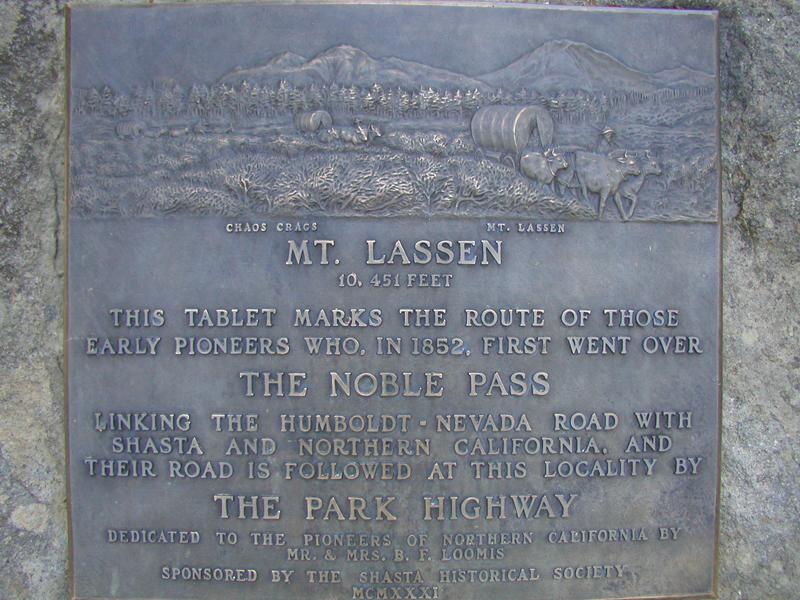 CHAOS CRAGS MT. LASSEN
MT. LASSEN
10,451 FEET
THIS TABLET MARKS THE ROUTE OF THOSE
EARLY PIONEERS WHO, IN 1852, FIRST WENT OVER
THE NOBLE PASS
LINKING THE HUMBOLDT-NEVADA ROAD WITH
SHASTA AND NORTHERN CALIFORNIA, AND
THEIR ROAD IS FOLLOWED AT THIS LOCALITY BY
THE PARK HIGHWAY
DEDICATED TO THE PIONEERS OF NORTHERN CALIFORNIA BY
MR. & MRS. B. F. LOOMIS
SPONSORED BY THE SHASTA HISTORICAL SOCIETY
MCMXXXI